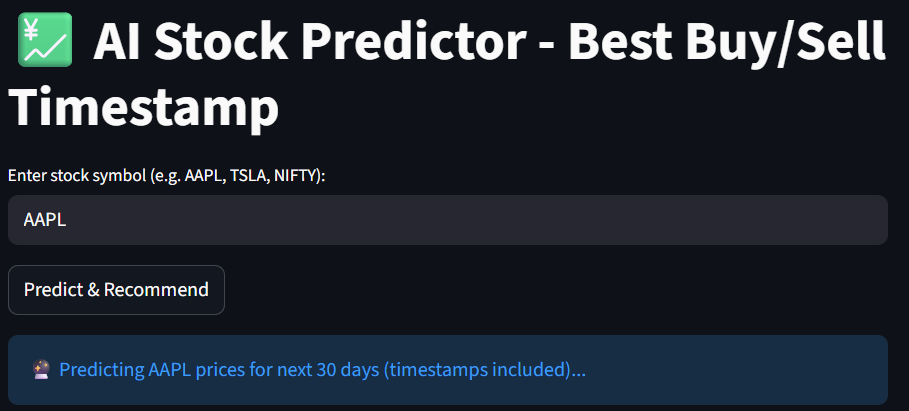 AI Stock Predictor - Best Buy/Sell
Timestamp
Enter stock symbol (e.g. AAPL, TSLA, NIFTY):
AAPL
Predict & Recommend
Predicting AAPL prices for next 30 days (timestamps included)...